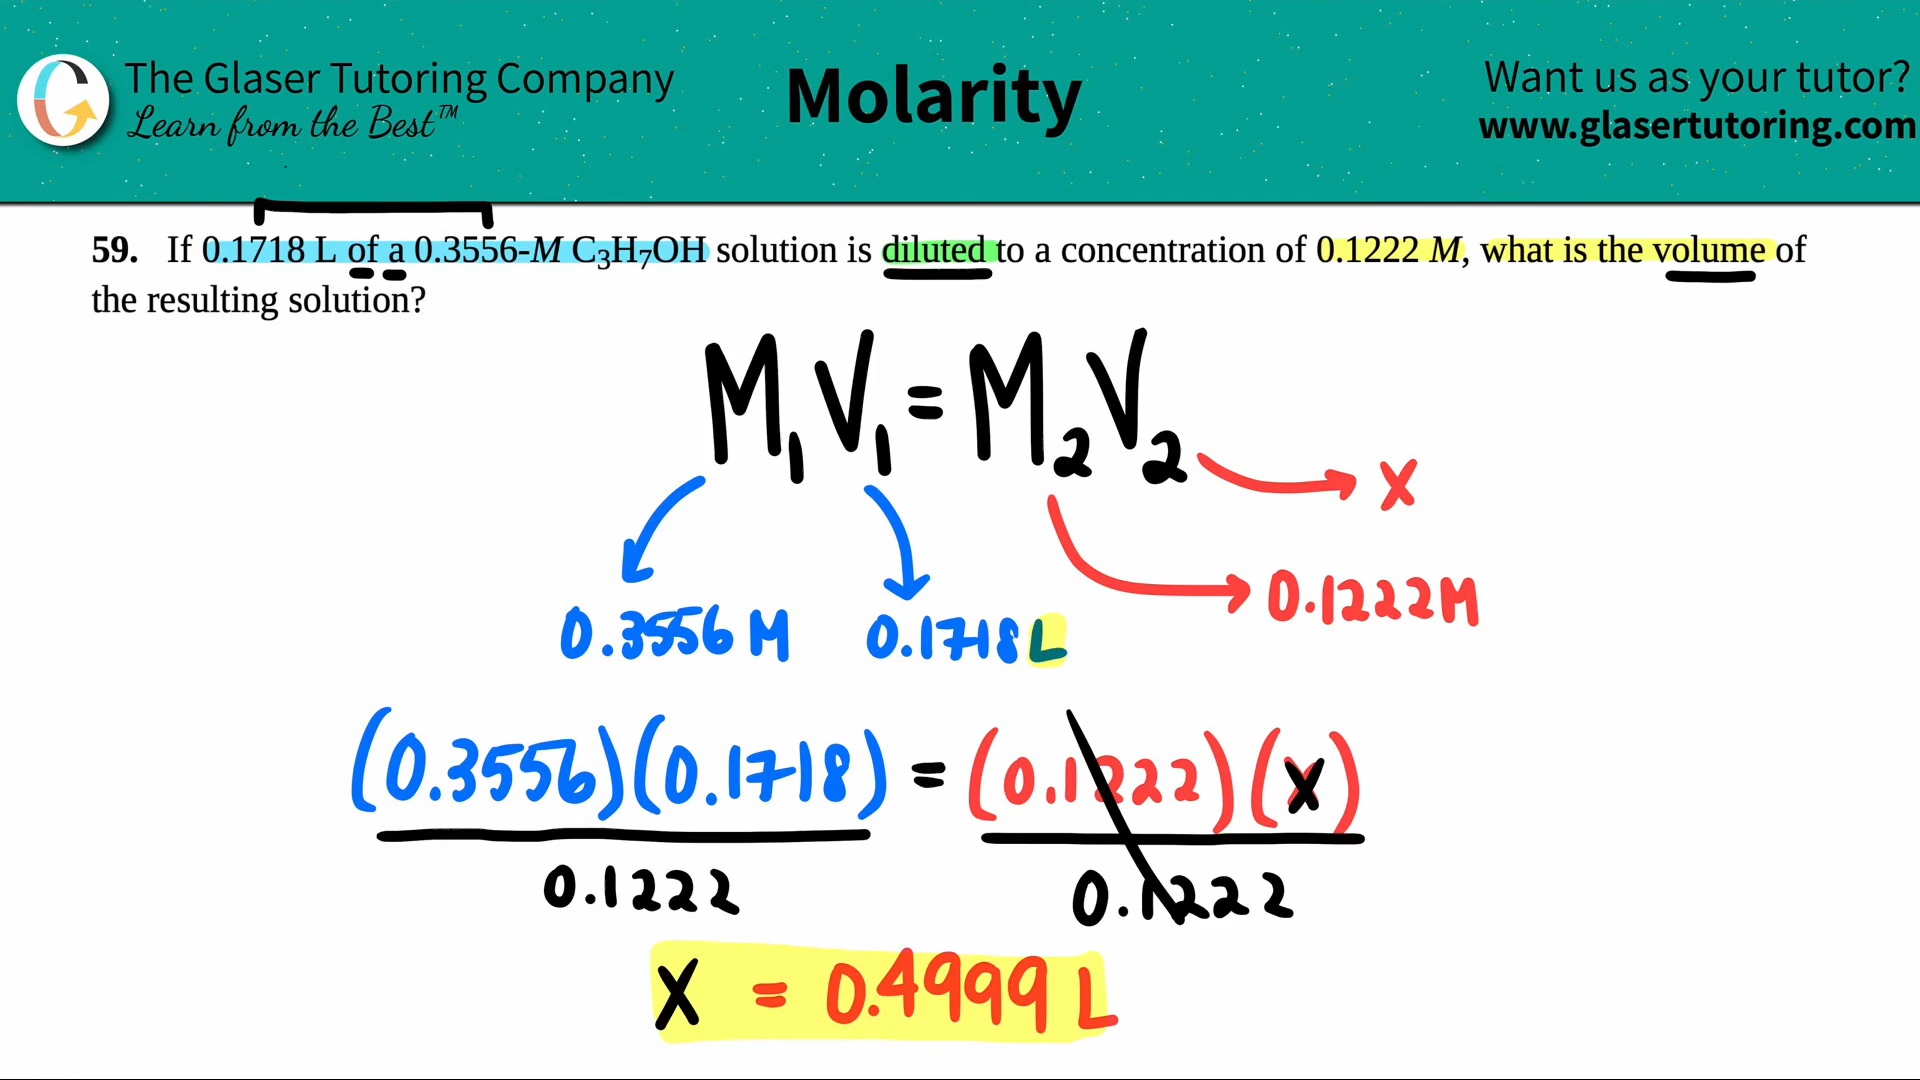 The Glaser Tutoring Company
Learn from the Best™
Molarity
Want us as your tutor?
www.glasertutoring.com
59. If 0.1718 L of a 0.3556-M C₃H₇OH solution is diluted to a concentration of 0.1222 M, what is the volume of
the resulting solution?
M₁V₁ = M₂V₂
X
0.1222M
0.3556 M 0.1718 L
(0.3556)(0.1718) = (0.1222)(X)
0.1222 0.1222
X = 0.4999 L